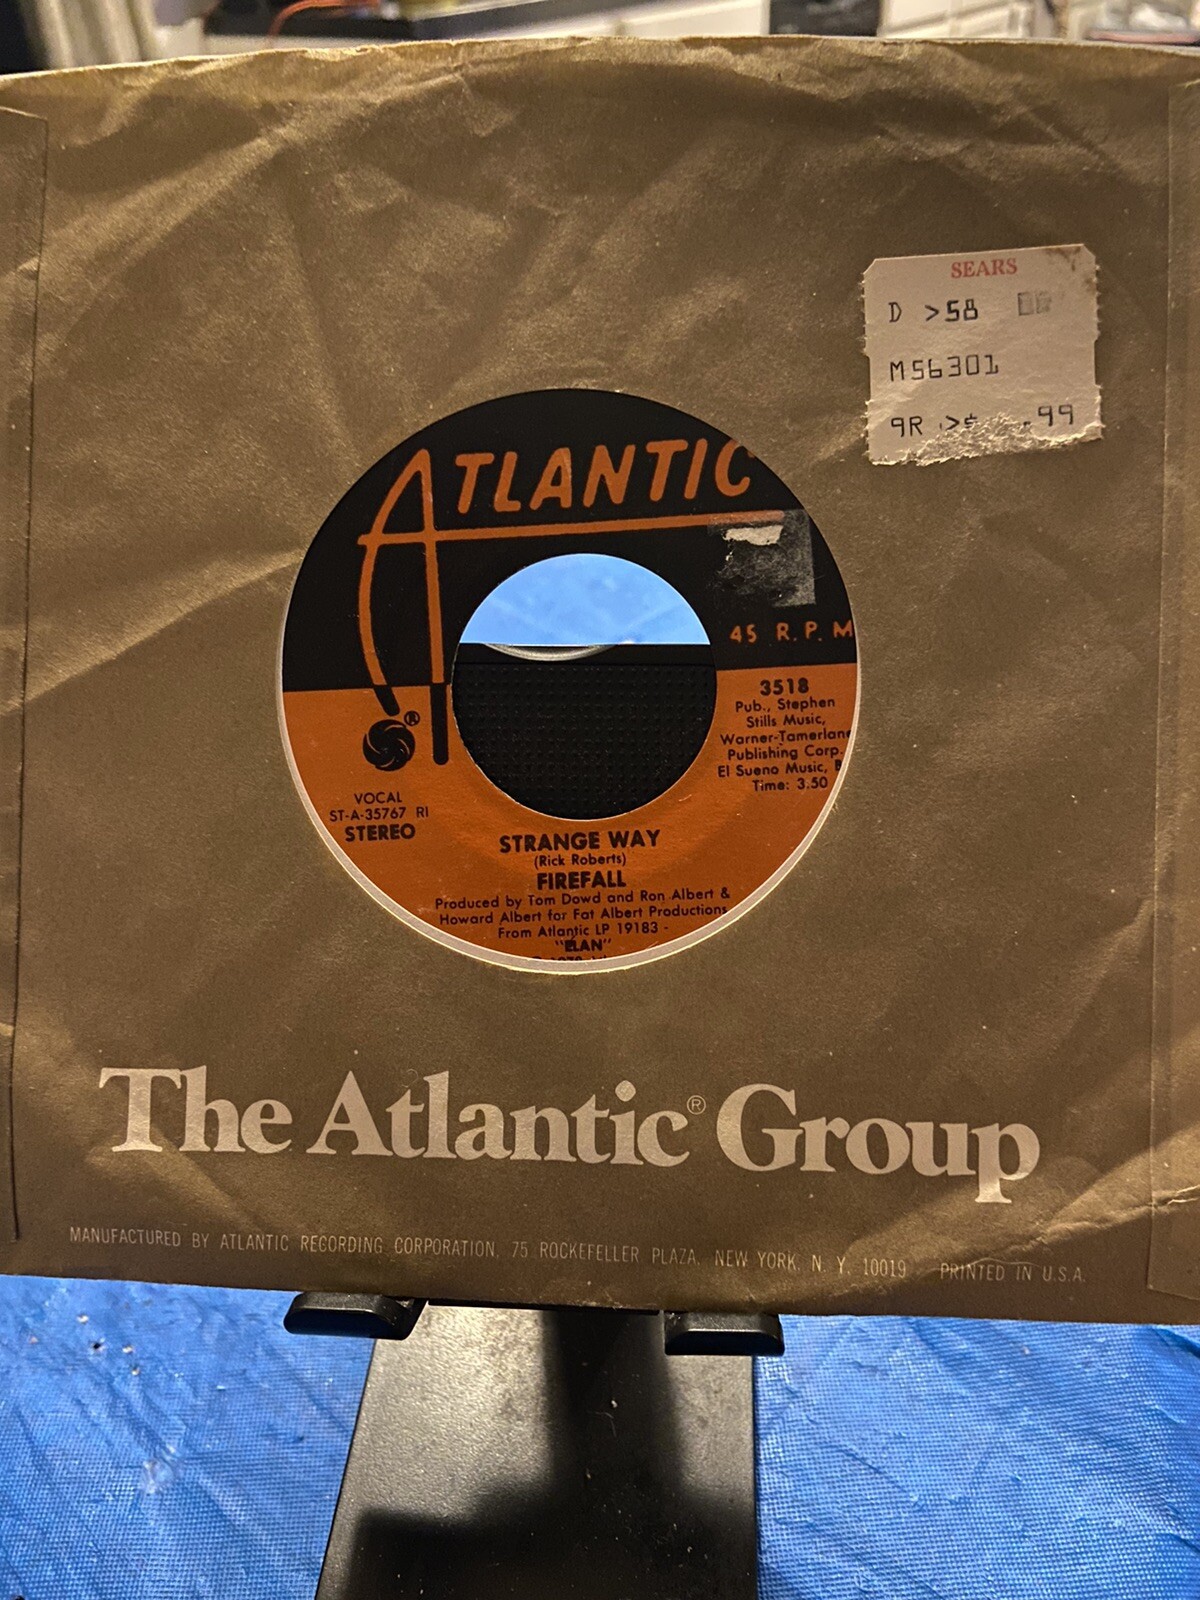 SEARS
D >58
M56301
9R >$ .99
ATLANTIC
45 R. P. M
3518
Pub., Stephen
Stills Music,
Warner-Tamerlane
Publishing Corp.
El Sueno Music, B
Time: 3.50
®
VOCAL
ST-A-35767 RI
STEREO
STRANGE WAY
(Rick Roberts)
FIREFALL
Produced by Tom Dowd and Ron Albert &
Howard Albert for Fat Albert Productions
From Atlantic LP 19183 -
"ELAN"
The Atlantic® Group
MANUFACTURED BY ATLANTIC RECORDING CORPORATION, 75 ROCKEFELLER PLAZA, NEW YORK, N. Y. 10019 PRINTED IN U.S.A.